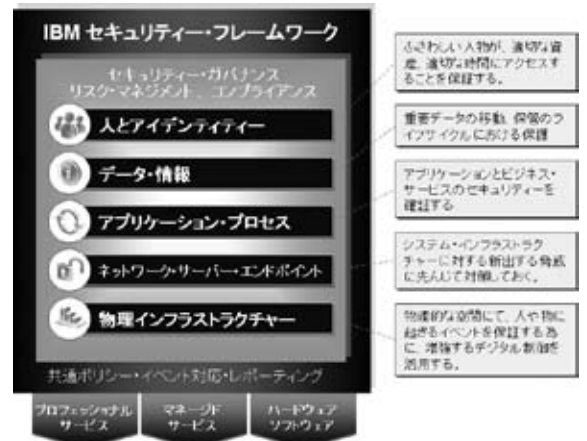 IBM セキュリティー・フレームワーク
セキュリティー・ガバナンス
リスク・マネジメント、コンプライアンス
人とアイデンティティー
データ・情報
アプリケーション・プロセス
ネットワーク・サーバー・エンドポイント
物理インフラストラクチャー
共通ポリシー・イベント対応・レポーティング
プロフェッショナル
サービス
マネージド
サービス
ハードウェア
ソフトウェア
ふさわしい人物が、適切な資
産、適切な時間にアクセスす
ることを保証する。
重要データの移動、保管のラ
イフサイクルにおける保護
アプリケーションとビジネス・
サービスのセキュリティーを
確証する
システム・インフラストラク
チャーに対する新出する脅威
に先んじて対処しておく。
物理的な空間にて、人や物に
起きるイベントを保証する為
に、増強するデジタル制御を
活用する。